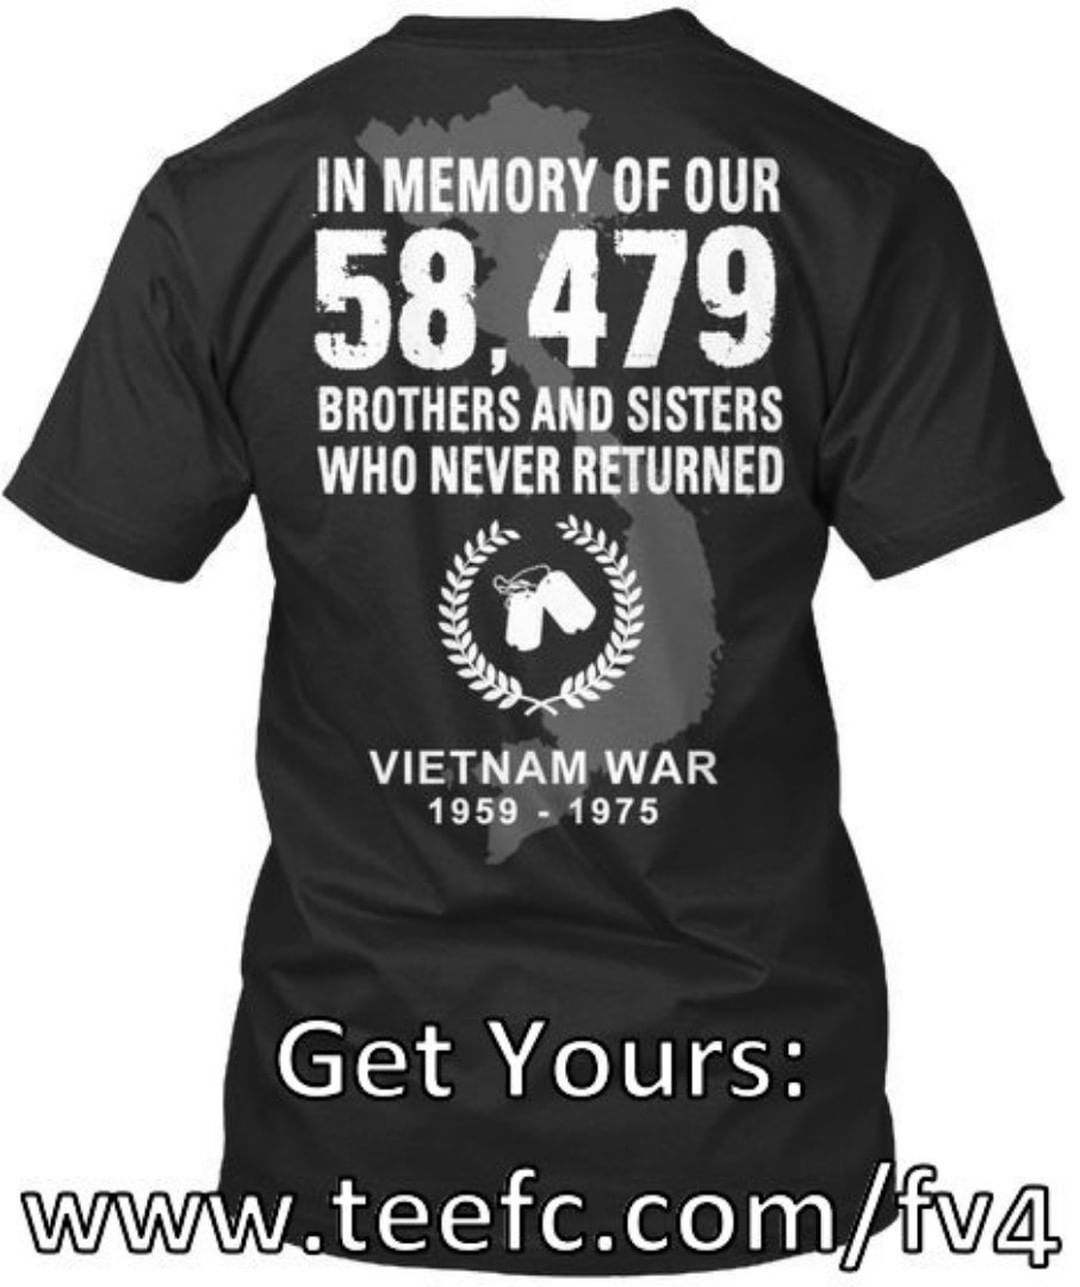 IN MEMORY OF OUR
58,479
BROTHERS AND SISTERS
WHO NEVER RETURNED
VIETNAM WAR
1959 - 1975
Get Yours:
www.teefc.com/fv4